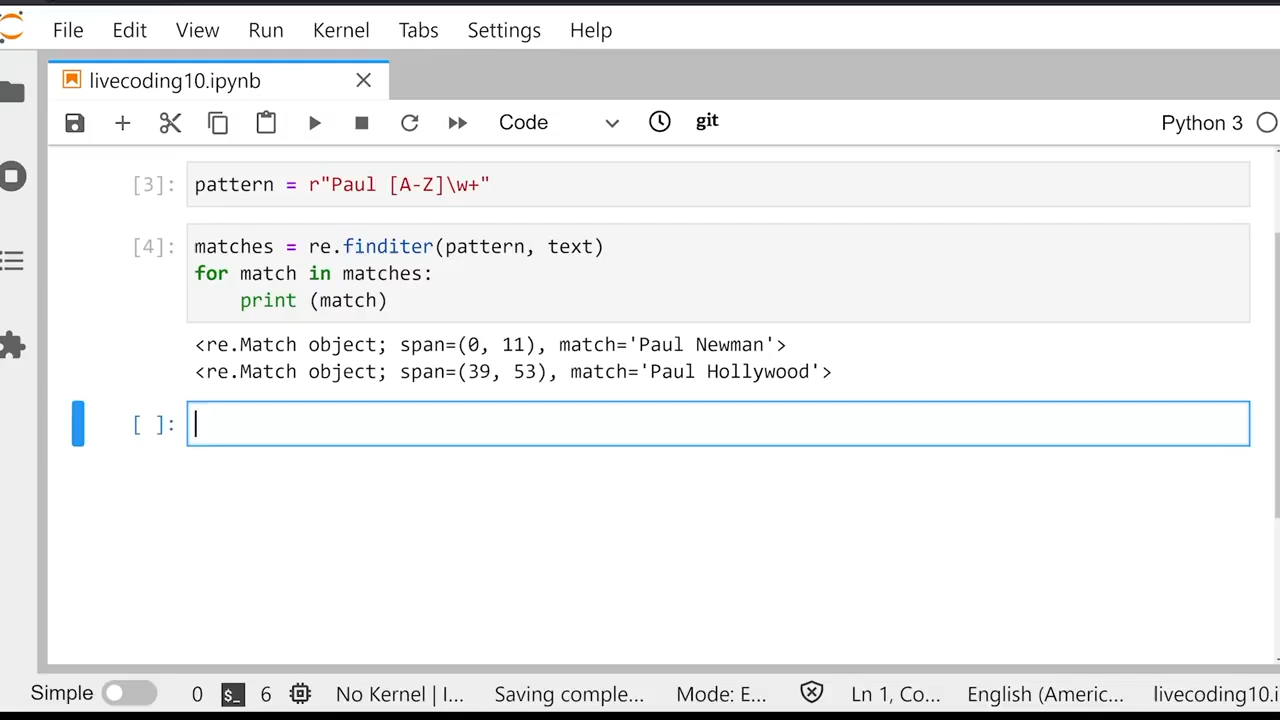 File Edit View Run Kernel Tabs Settings Help
livecoding10.ipynb
Code git Python 3
[3]: pattern = r"Paul [A-Z]\w+"
[4]: matches = re.finditer(pattern, text)
for match in matches:
print (match)
<re.Match object; span=(0, 11), match='Paul Newman'>
<re.Match object; span=(39, 53), match='Paul Hollywood'>
[ ]:
Simple 0 $_ 6 No Kernel | I... Saving comple... Mode: E... Ln 1, Co... English (Americ... livecoding10.i